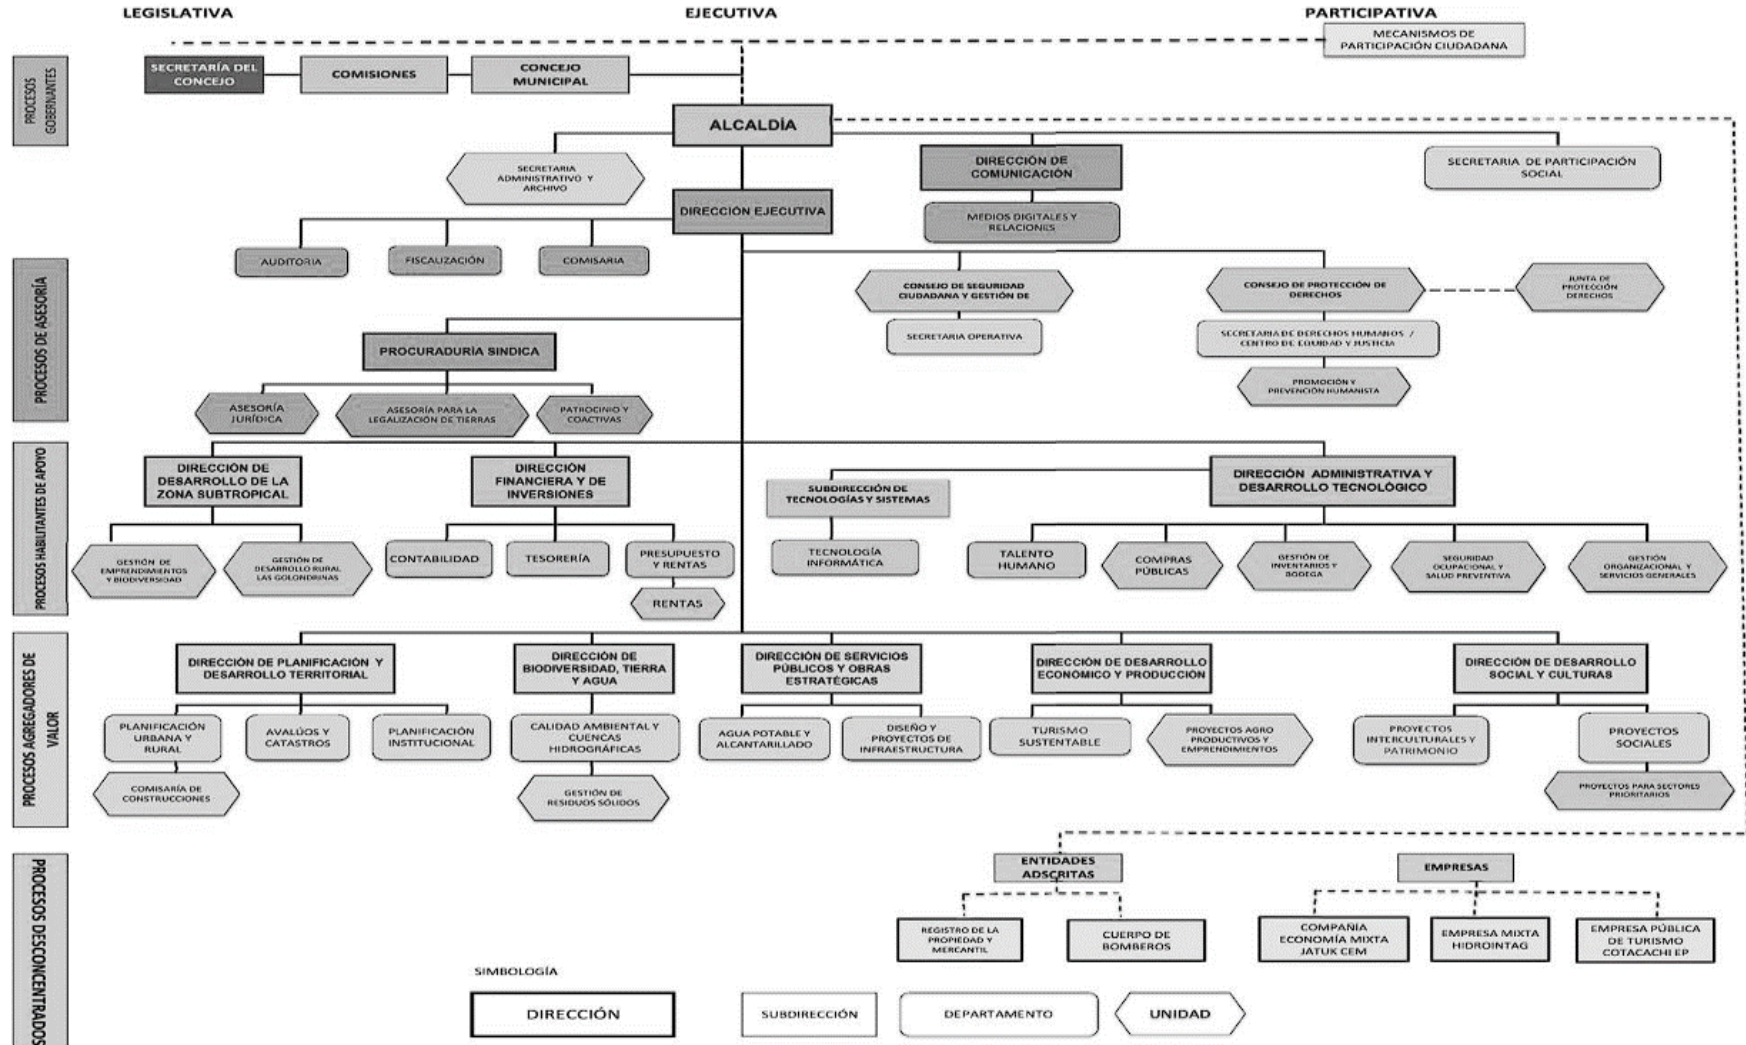 LEGISLATIVA
EJECUTIVA
PARTICIPATIVA
MECANISMOS DE
PARTICIPACIÓN CIUDADANA
PROCESOS
GOBERNANTES
SECRETARÍA DEL
CONCEJO
COMISIONES
CONCEJO
MUNICIPAL
ALCALDÍA
SECRETARIA
ADMINISTRATIVO Y
ARCHIVO
DIRECCIÓN DE
COMUNICACIÓN
SECRETARIA DE PARTICIPACIÓN
SOCIAL
DIRECCIÓN EJECUTIVA
MEDIOS DIGITALES Y
RELACIONES
PROCESOS DE ASESORÍA
AUDITORIA
FISCALIZACIÓN
COMISARIA
CONSEJO DE SEGURIDAD
CIUDADANA Y GESTIÓN DE
CONSEJO DE PROTECCIÓN DE
DERECHOS
JUNTA DE
PROTECCIÓN
DERECHOS
SECRETARIA OPERATIVA
SECRETARIA DE DERECHOS HUMANOS /
CENTRO DE EQUIDAD Y JUSTICIA
PROCURADURÍA SINDICA
PROMOCIÓN Y
PREVENCIÓN HUMANISTA
ASESORÍA
JURÍDICA
ASESORÍA PARA LA
LEGALIZACIÓN DE TIERRAS
PATROCINIO Y
COACTIVAS
PROCESOS HABILITANTES DE APOYO
DIRECCIÓN DE
DESARROLLO DE LA
ZONA SUBTROPICAL
DIRECCIÓN
FINANCIERA Y DE
INVERSIONES
SUBDIRECCIÓN DE
TECNOLOGÍAS Y SISTEMAS
DIRECCIÓN ADMINISTRATIVA Y
DESARROLLO TECNOLÓGICO
GESTIÓN DE
EMPRENDIMIENTOS
Y BIODIVERSIDAD
GESTIÓN DE
DESARROLLO RURAL
LAS GOLONDRINAS
CONTABILIDAD
TESORERÍA
PRESUPUESTO
Y RENTAS
TECNOLOGÍA
INFORMÁTICA
TALENTO
HUMANO
COMPRAS
PÚBLICAS
GESTIÓN DE
INVENTARIOS Y
BODEGA
SEGURIDAD
OCUPACIONAL Y
SALUD PREVENTIVA
GESTIÓN
ORGANIZACIONAL Y
SERVICIOS GENERALES
RENTAS
PROCESOS AGREGADORES DE
VALOR
DIRECCIÓN DE PLANIFICACIÓN Y
DESARROLLO TERRITORIAL
DIRECCIÓN DE
BIODIVERSIDAD, TIERRA
Y AGUA
DIRECCIÓN DE SERVICIOS
PÚBLICOS Y OBRAS
ESTRATÉGICAS
DIRECCIÓN DE DESARROLLO
ECONOMICO Y PRODUCCIÓN
DIRECCIÓN DE DESARROLLO
SOCIAL Y CULTURAS
PLANIFICACIÓN
URBANA Y
RURAL
AVALÚOS Y
CATASTROS
PLANIFICACIÓN
INSTITUCIONAL
CALIDAD AMBIENTAL Y
CUENCAS
HIDROGRÁFICAS
AGUA POTABLE Y
ALCANTARILLADO
DISEÑO Y
PROYECTOS DE
INFRAESTRUCTURA
TURISMO
SUSTENTABLE
PROYECTOS AGRO
PRODUCTIVOS Y
EMPRENDIMIENTOS
PROYECTOS
INTERCULTURALES Y
PATRIMONIO
PROYECTOS
SOCIALES
COMISARÍA DE
CONSTRUCCIONES
GESTIÓN DE
RESIDUOS SÓLIDOS
PROYECTOS PARA SECTORES
PRIORITARIOS
PROCESOS DESCONCENTRADOS
ENTIDADES
ADSCRITAS
EMPRESAS
REGISTRO DE LA
PROPIEDAD Y
MERCANTIL
CUERPO DE
BOMBEROS
COMPAÑÍA
ECONOMÍA MIXTA
JATUK CEM
EMPRESA MIXTA
HIDROINTAG
EMPRESA PÚBLICA
DE TURISMO
COTACACHI EP
SIMBOLOGÍA
DIRECCIÓN
SUBDIRECCIÓN
DEPARTAMENTO
UNIDAD